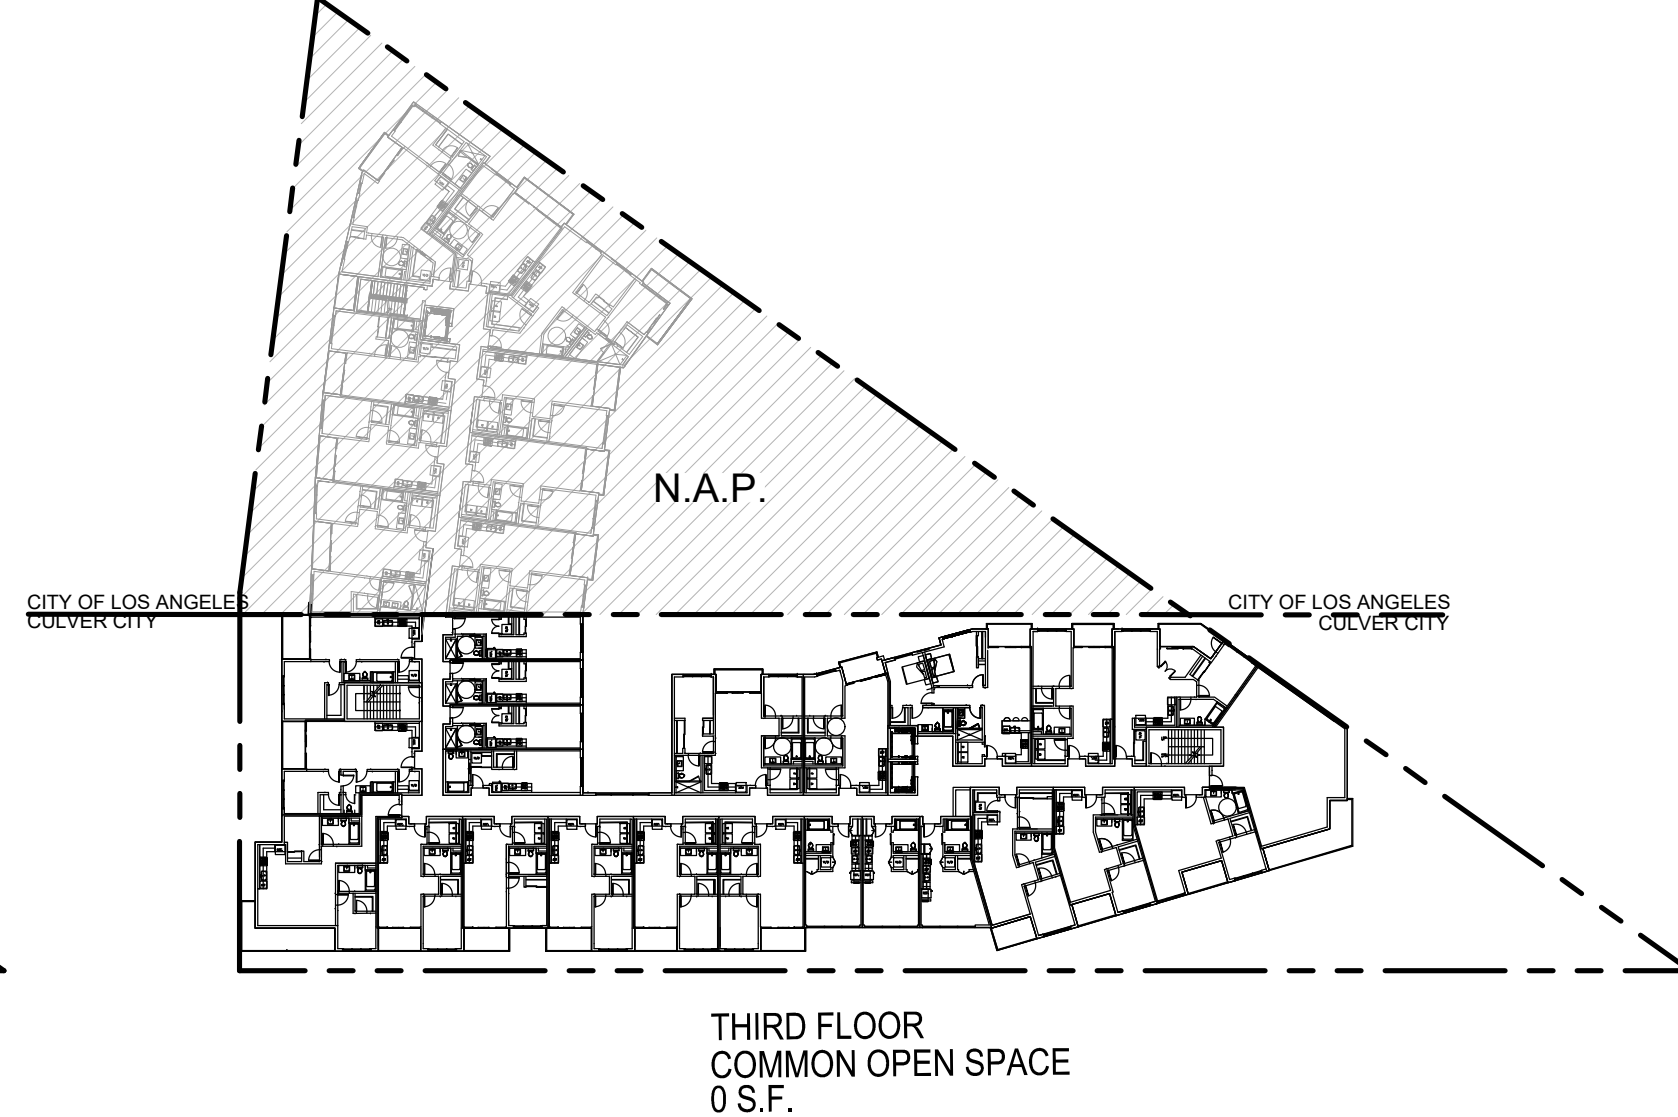 N.A.P.
CITY OF LOS ANGELES
CULVER CITY
CITY OF LOS ANGELES
CULVER CITY
THIRD FLOOR
COMMON OPEN SPACE
0 S.F.